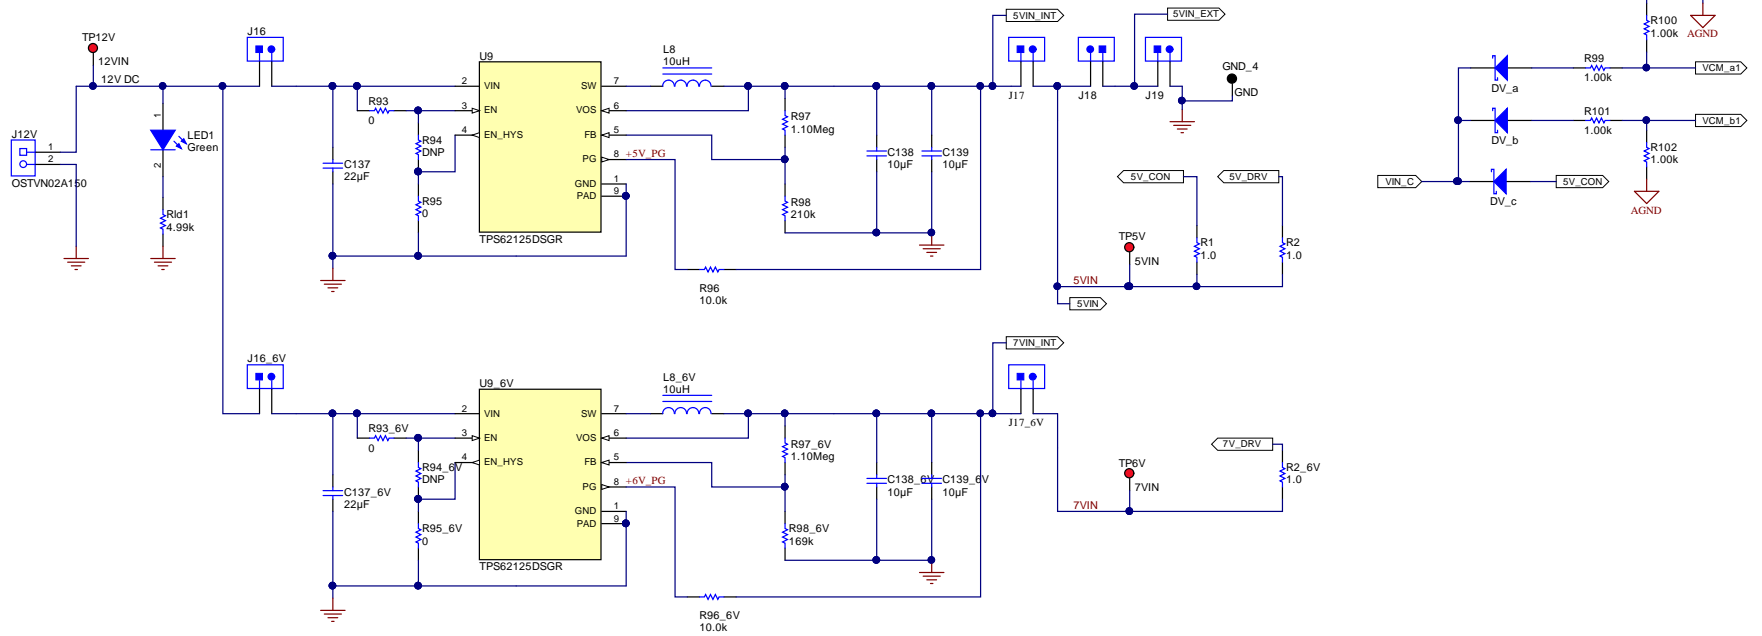 TP12V
12VIN
12V DC
J12V
1
2
OSTVN02A150
1
2
LED1
Green
Rld1
4.99k
J16
R93
0
R94
DNP
R95
0
C137
22µF
U9
2
VIN
3
EN
4
EN_HYS
SW
7
VOS
6
FB
5
PG
8
GND
1
PAD
9
TPS62125DSGR
+5V_PG
L8
10uH
R97
1.10Meg
R98
210k
C138
10µF
C139
10µF
R96
10.0k
5VIN_INT
5VIN_EXT
J17
J18
J19
GND_4
GND
5V_CON
5V_DRV
TP5V
5VIN
R1
1.0
R2
1.0
5VIN
5VIN
R100
1.00k
AGND
R99
1.00k
VCM_a1
DV_a
R101
1.00k
VCM_b1
DV_b
R102
1.00k
VIN_C
DV_c
5V_CON
AGND
J16_6V
R93_6V
0
R94_6V
DNP
R95_6V
0
C137_6V
22µF
U9_6V
2
VIN
3
EN
4
EN_HYS
SW
7
VOS
6
FB
5
PG
8
GND
1
PAD
9
TPS62125DSGR
+6V_PG
L8_6V
10uH
R97_6V
1.10Meg
R98_6V
169k
C138_6V
10µF
C139_6V
10µF
R96_6V
10.0k
7VIN_INT
J17_6V
7V_DRV
TP6V
7VIN
R2_6V
1.0
7VIN